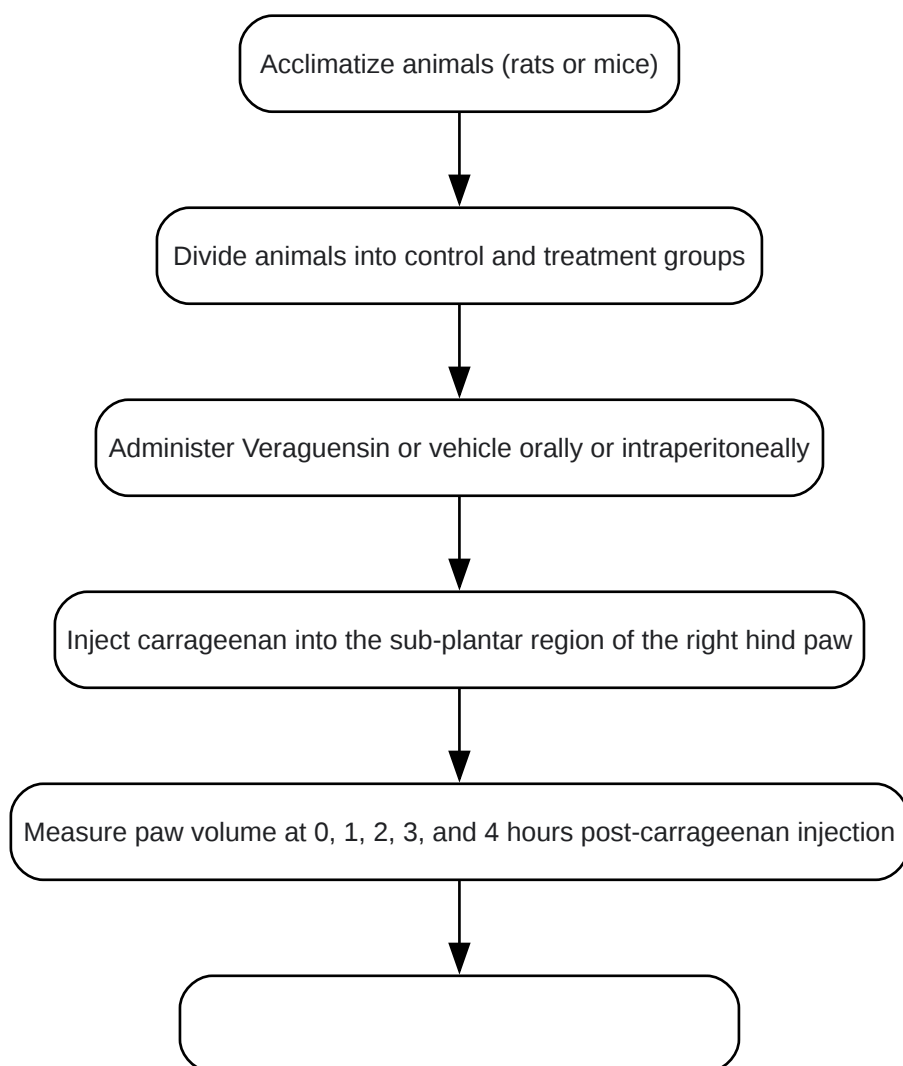 Acclimatize animals (rats or mice)
Divide animals into control and treatment groups
Administer Veraguensin or vehicle orally or intraperitoneally
Inject carrageenan into the sub-plantar region of the right hind paw
Measure paw volume at 0, 1, 2, 3, and 4 hours post-carrageenan injection